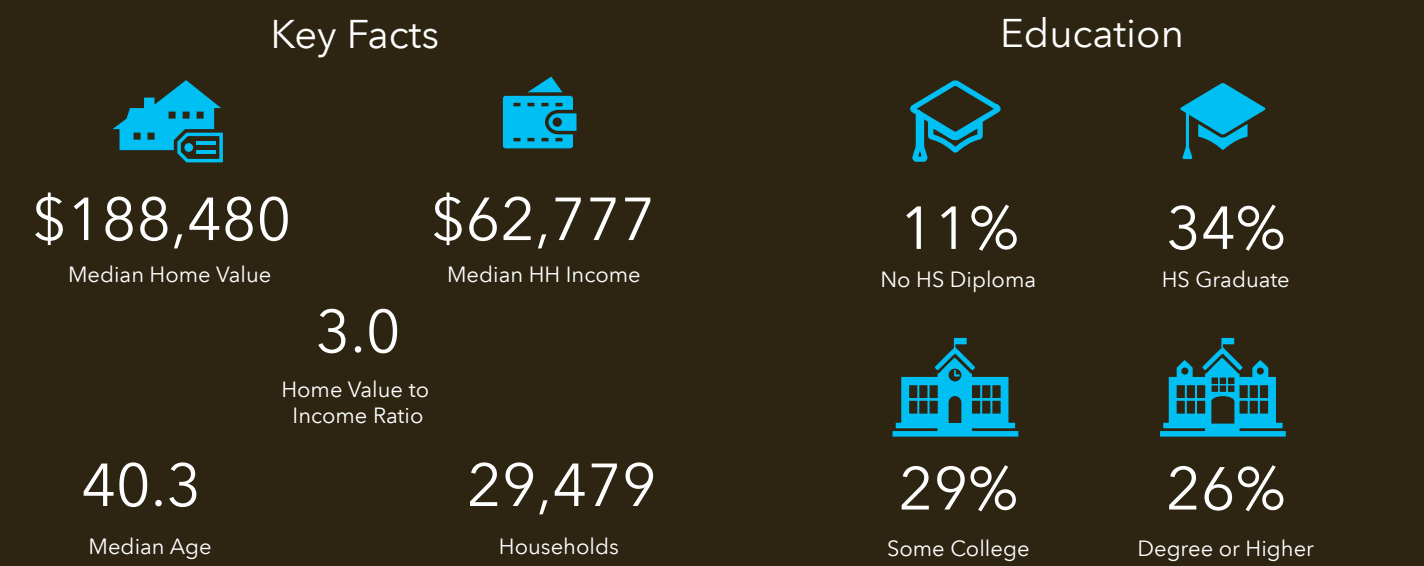 Key Facts
$188,480
Median Home Value
$62,777
Median HH Income
3.0
Home Value to
Income Ratio
40.3
Median Age
29,479
Households
Education
11%
No HS Diploma
34%
HS Graduate
29%
Some College
26%
Degree or Higher